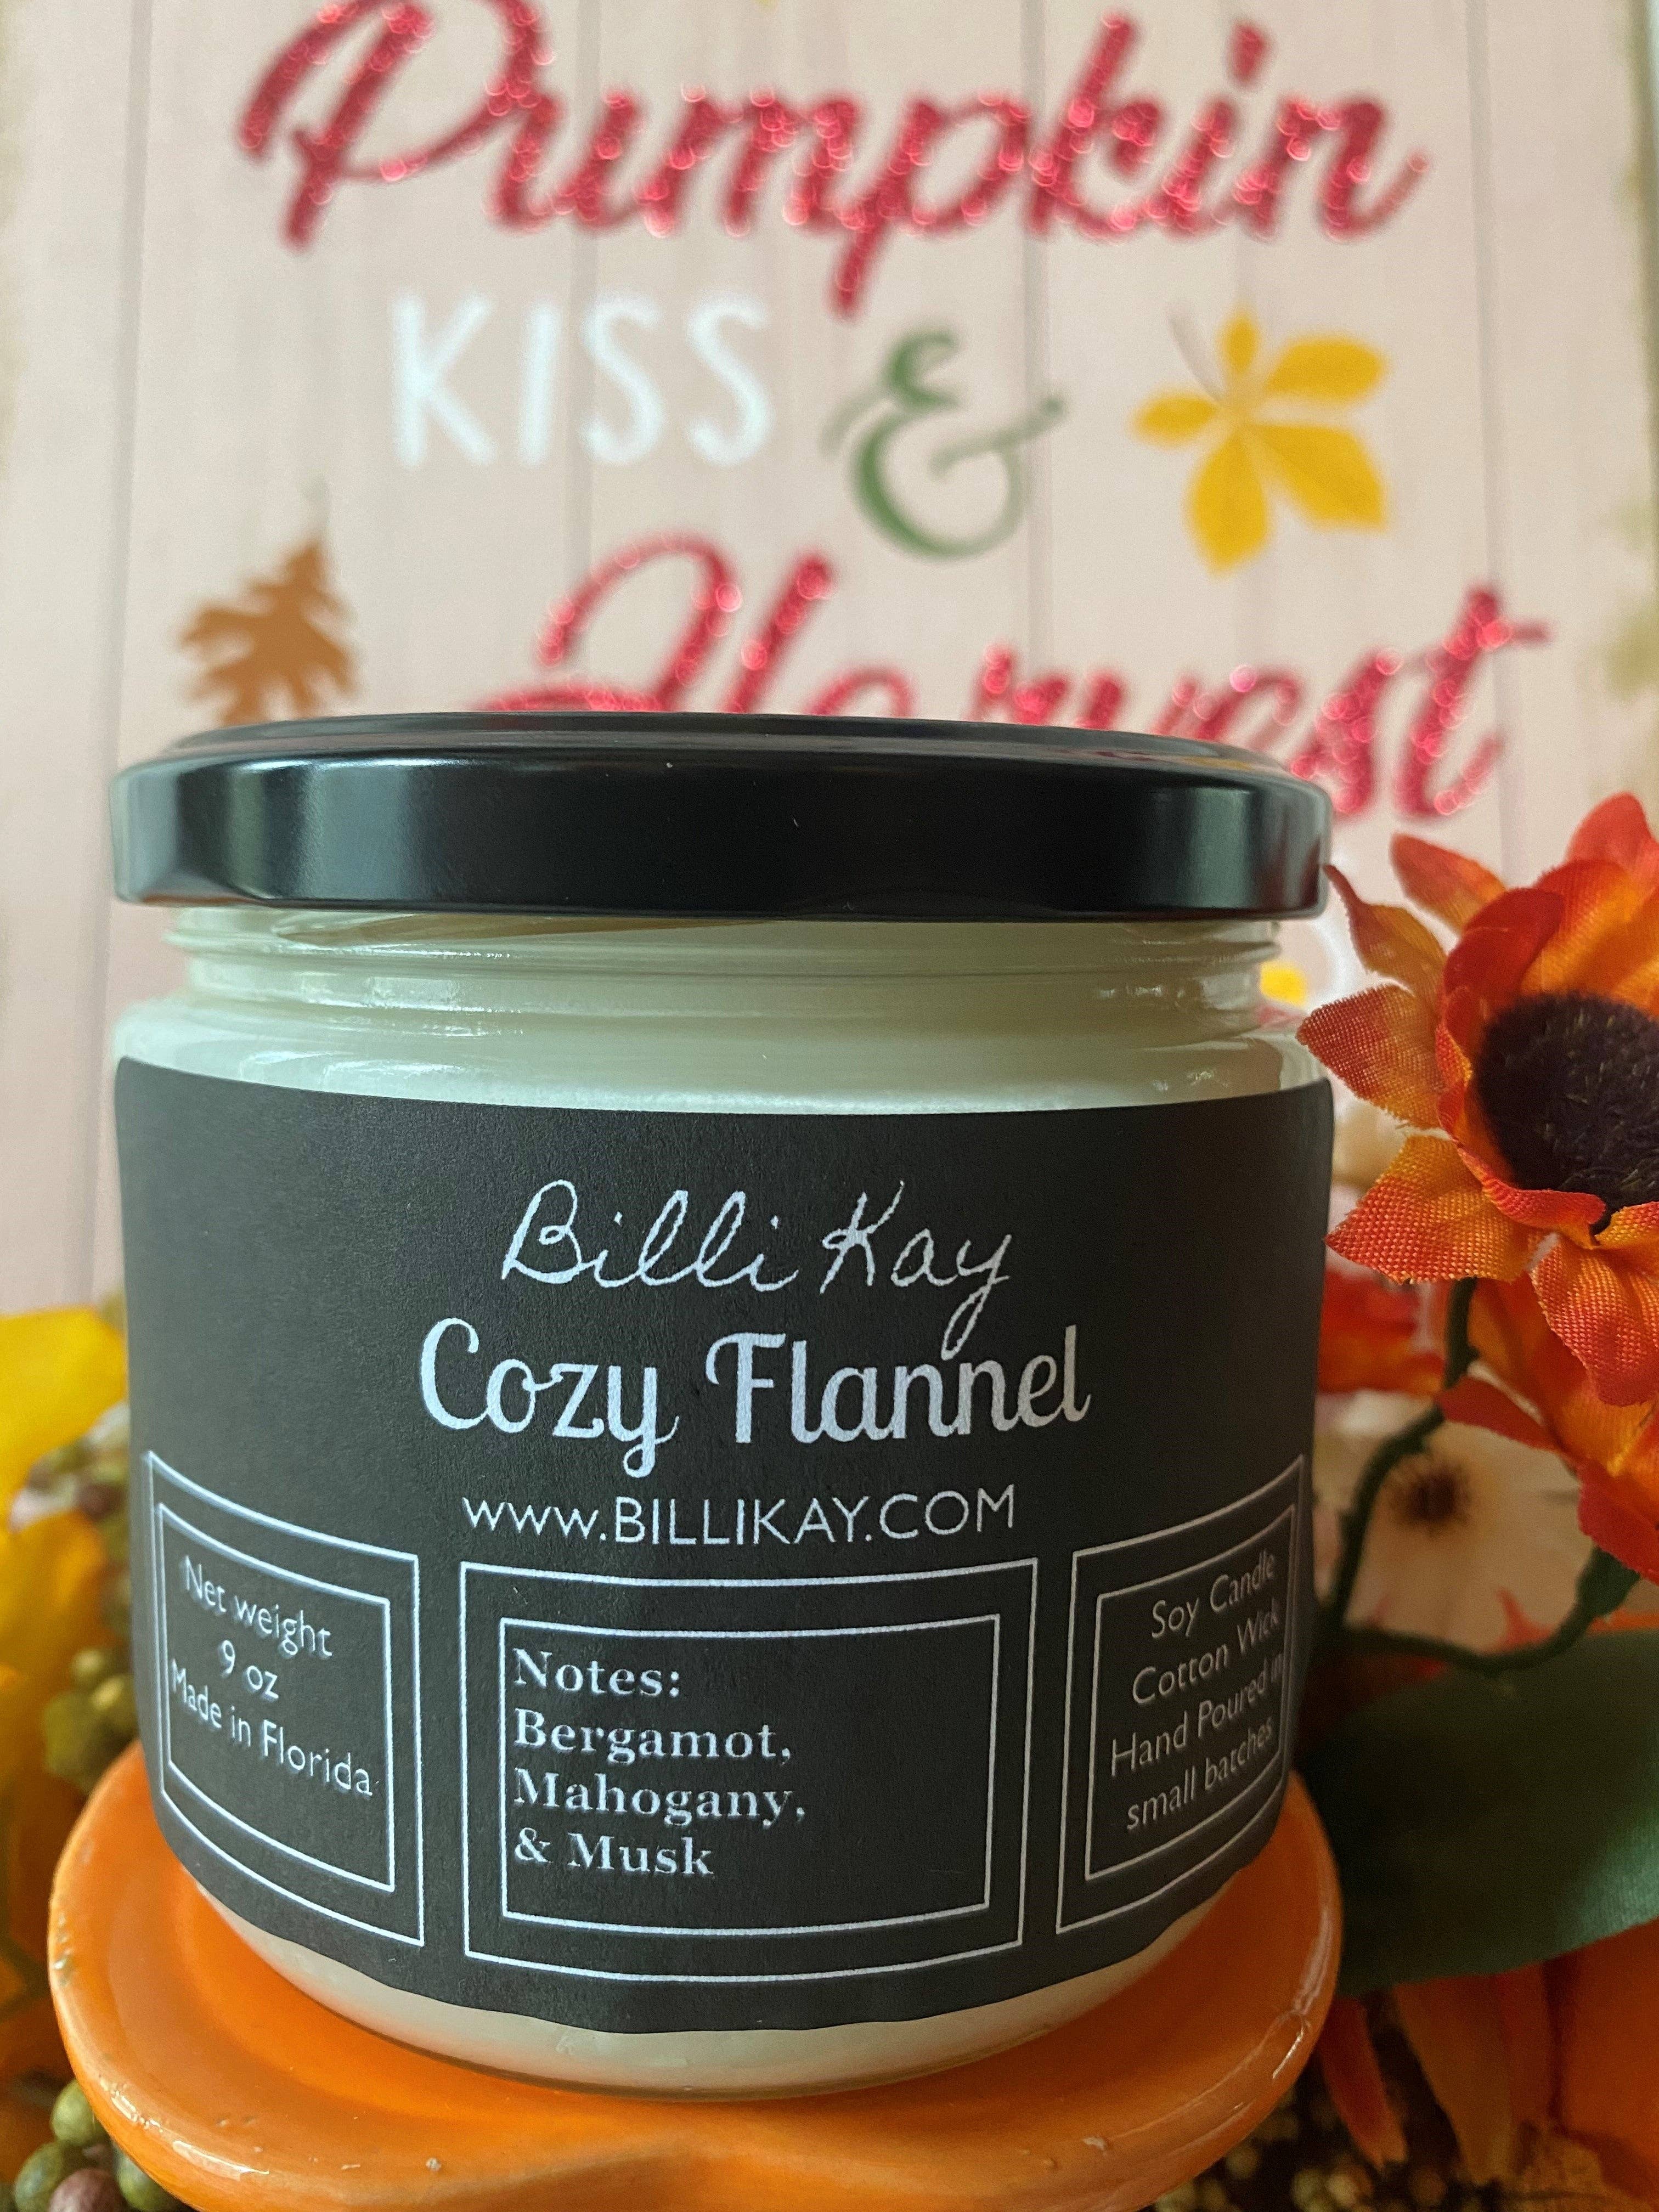 Pumpkin
KISS &
Harvest
Billi Kay
Cozy Flannel
www.BILLIKAY.COM
Net weight
9 oz
Made in Florida
Notes:
Bergamot,
Mahogany,
& Musk
Soy Candle
Cotton Wick
Hand Poured in
small batches